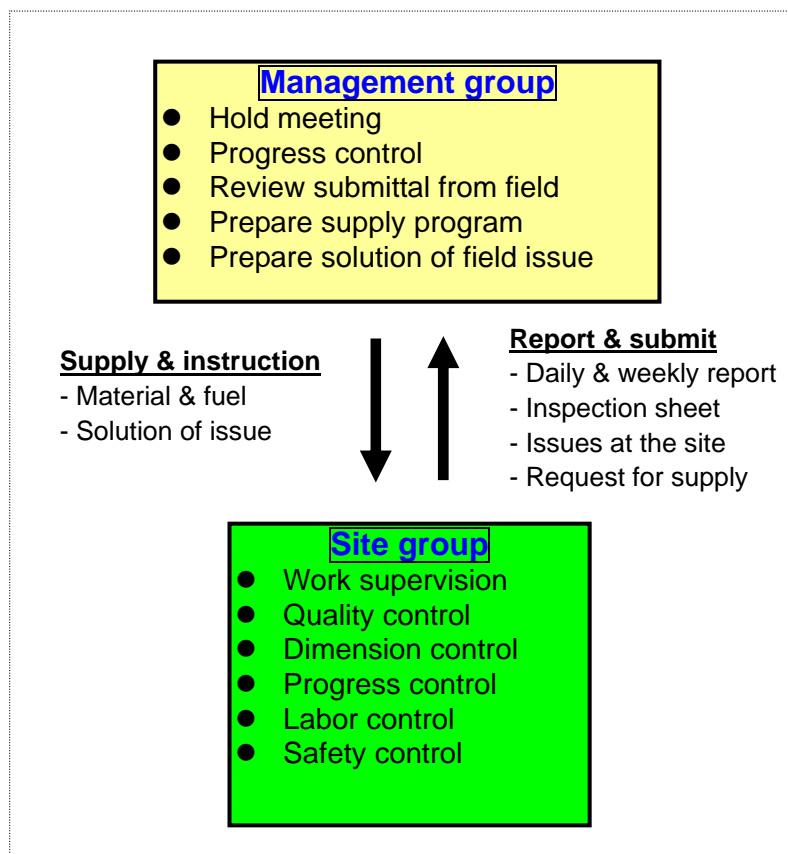 Management group
● Hold meeting
● Progress control
● Review submittal from field
● Prepare supply program
● Prepare solution of field issue
Supply & instruction
- Material & fuel
- Solution of issue
Report & submit
- Daily & weekly report
- Inspection sheet
- Issues at the site
- Request for supply
Site group
● Work supervision
● Quality control
● Dimension control
● Progress control
● Labor control
● Safety control